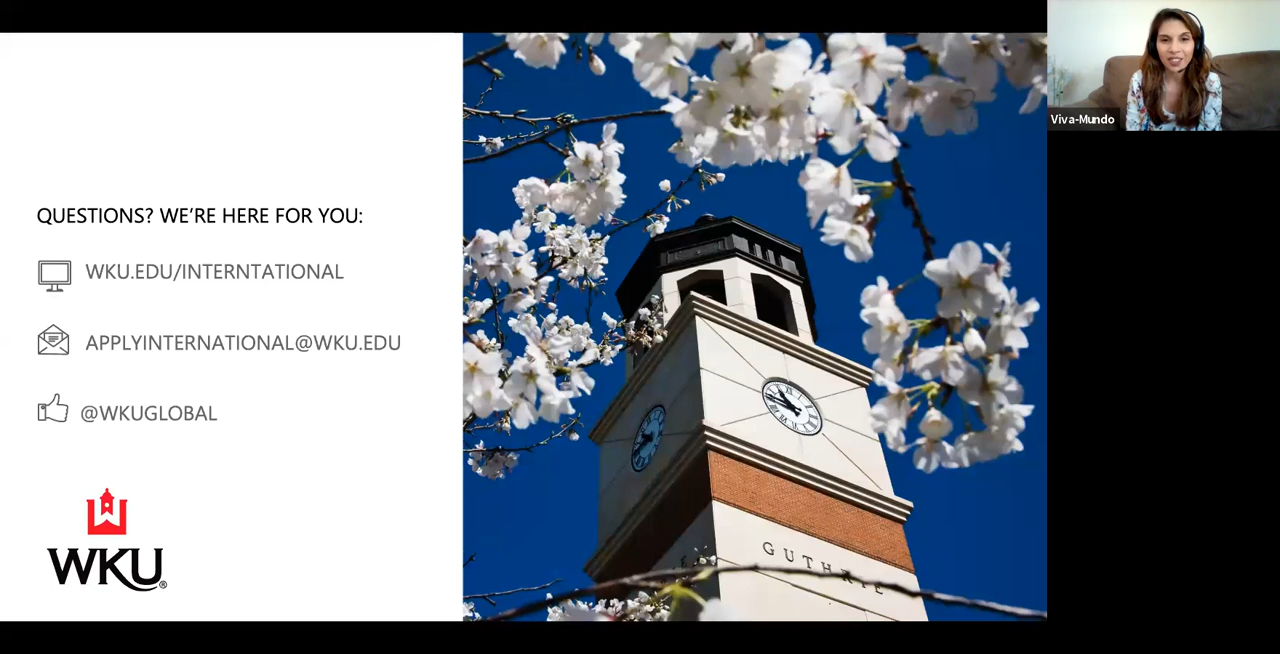 QUESTIONS? WE'RE HERE FOR YOU:
WKU.EDU/INTERNTATIONAL
APPLYINTERNATIONAL@WKU.EDU
@WKUGLOBAL
WKU®
GUTHRIE
Viva-Mundo